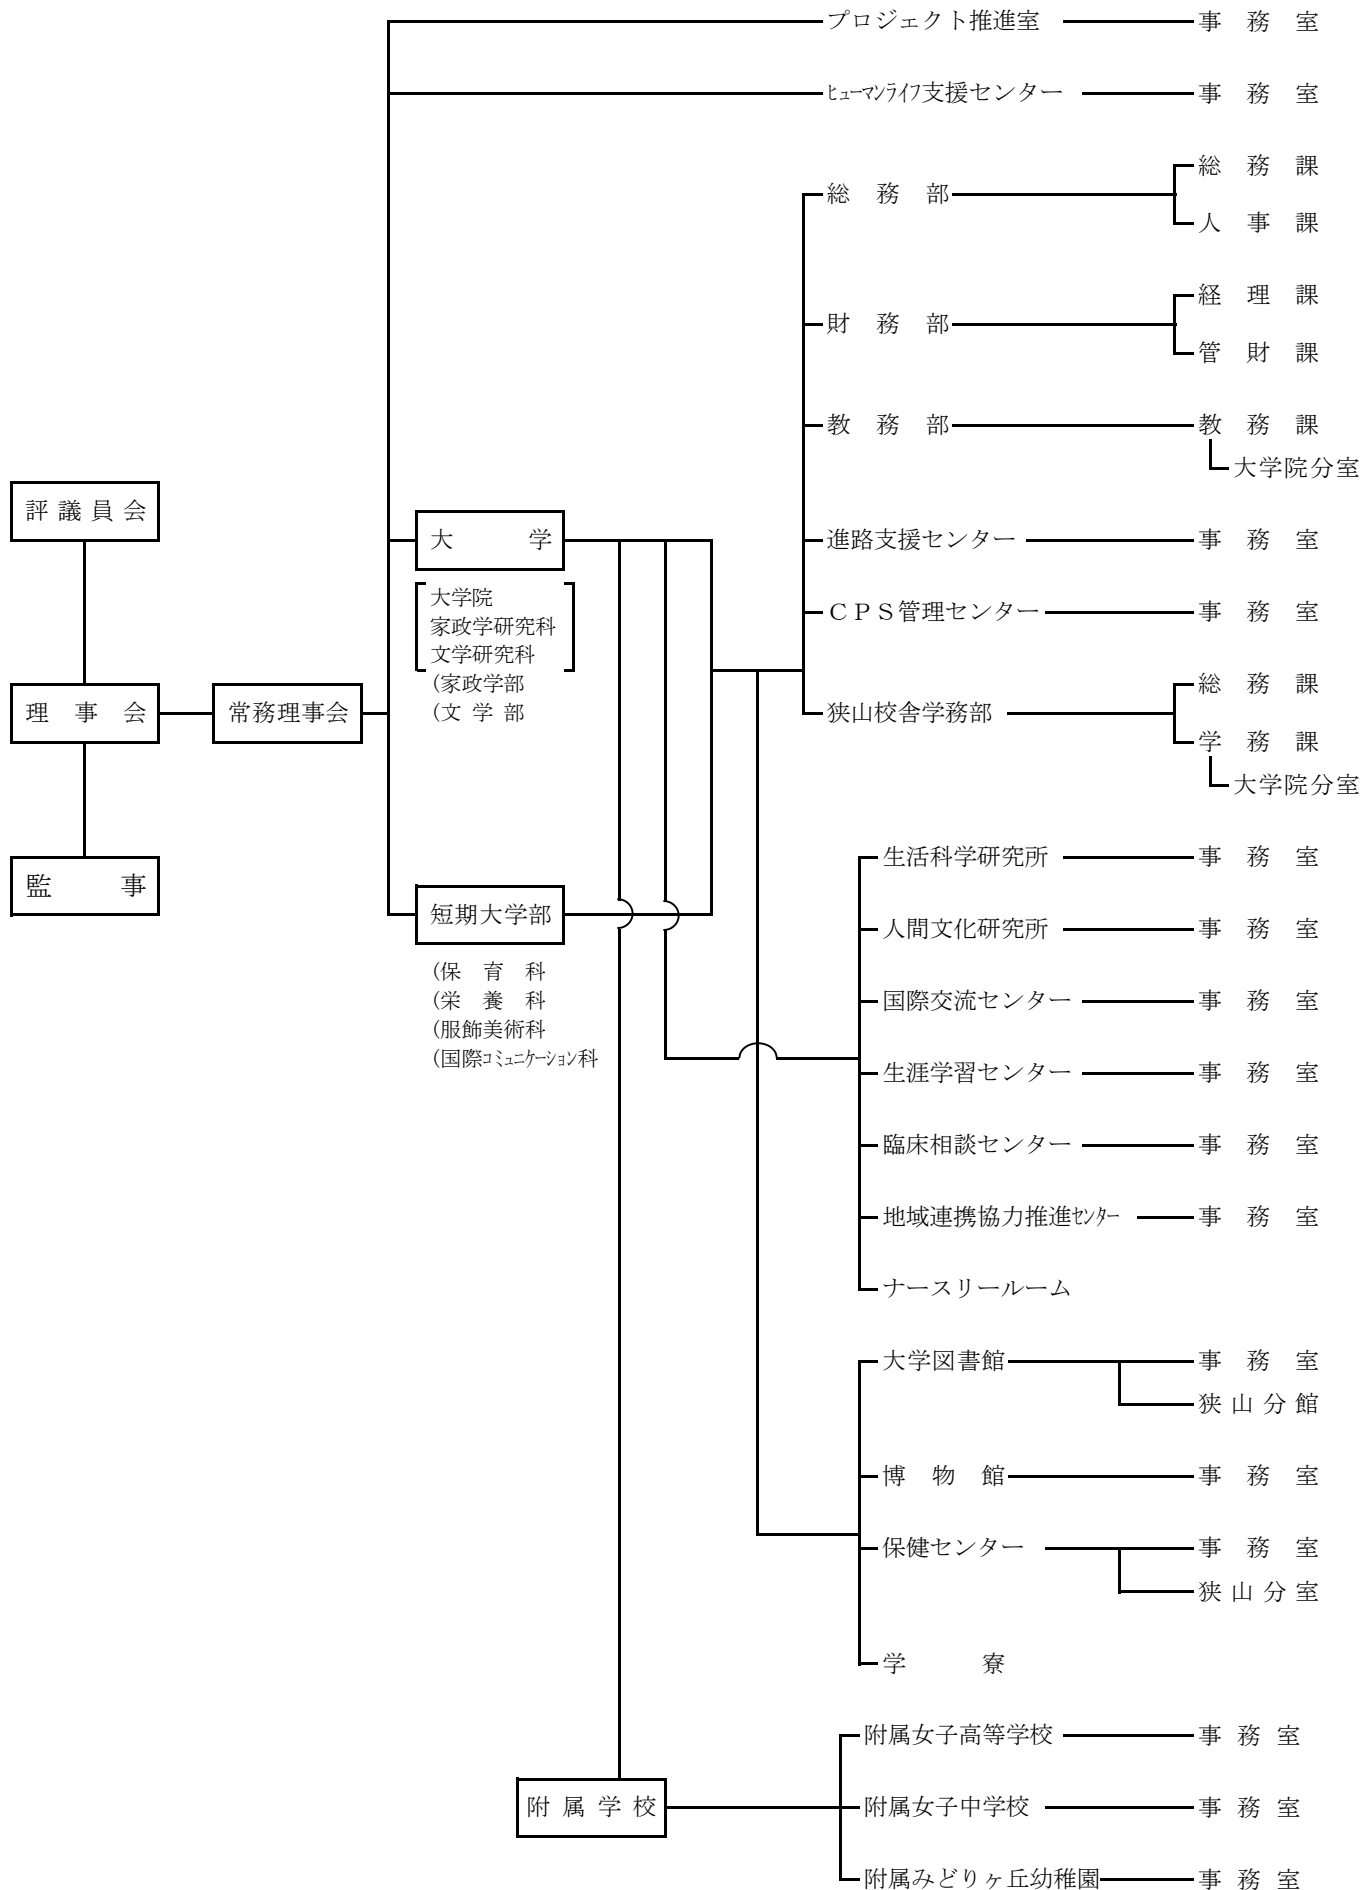 プロジェクト推進室 事務室
ヒューマンライフ支援センター 事務室
総務課
総務部
人事課
経理課
財務部
管財課
教務部 教務課
大学院分室
評議員会
大学 進路支援センター 事務室
大学院
家政学研究科
文学研究科
(家政学部
(文学部
CPS管理センター 事務室
総務課
理事会 常務理事会 狭山校舎学務部
学務課
大学院分室
監事
生活科学研究所 事務室
短期大学部
(保育科
(栄養科
(服飾美術科
(国際コミュニケーション科
人間文化研究所 事務室
国際交流センター 事務室
生涯学習センター 事務室
臨床相談センター 事務室
地域連携協力推進センター 事務室
ナースリールーム
大学図書館 事務室
狭山分館
博物館 事務室
保健センター 事務室
狭山分室
学寮
附属女子高等学校 事務室
附属学校 附属女子中学校 事務室
附属みどりヶ丘幼稚園 事務室